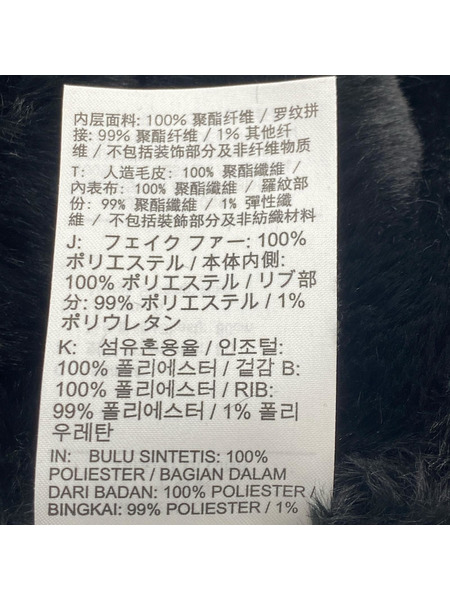 内层面料: 100% 聚酯纤维 / 罗纹拼
接: 99% 聚酯纤维 / 1% 其他纤
维 / 不包括装饰部分及非纤维物质
T: 人造毛皮: 100% 聚酯纖維 /
內表布: 100% 聚酯纖維 / 羅紋部
份: 99% 聚酯纖維 / 1% 彈性纖
維 / 不包括裝飾部分及非紡織材料
J: フェイク ファー: 100%
ポリエステル / 本体内側:
100% ポリエステル / リブ部
分: 99% ポリエステル / 1%
ポリウレタン
K: 섬유혼용율 / 인조털:
100% 폴리에스터 / 겉감 B:
100% 폴리에스터 / RIB:
99% 폴리에스터 / 1% 폴리
우레탄
IN: BULU SINTETIS: 100%
POLIESTER / BAGIAN DALAM
DARI BADAN: 100% POLIESTER /
BINGKAI: 99% POLIESTER / 1%